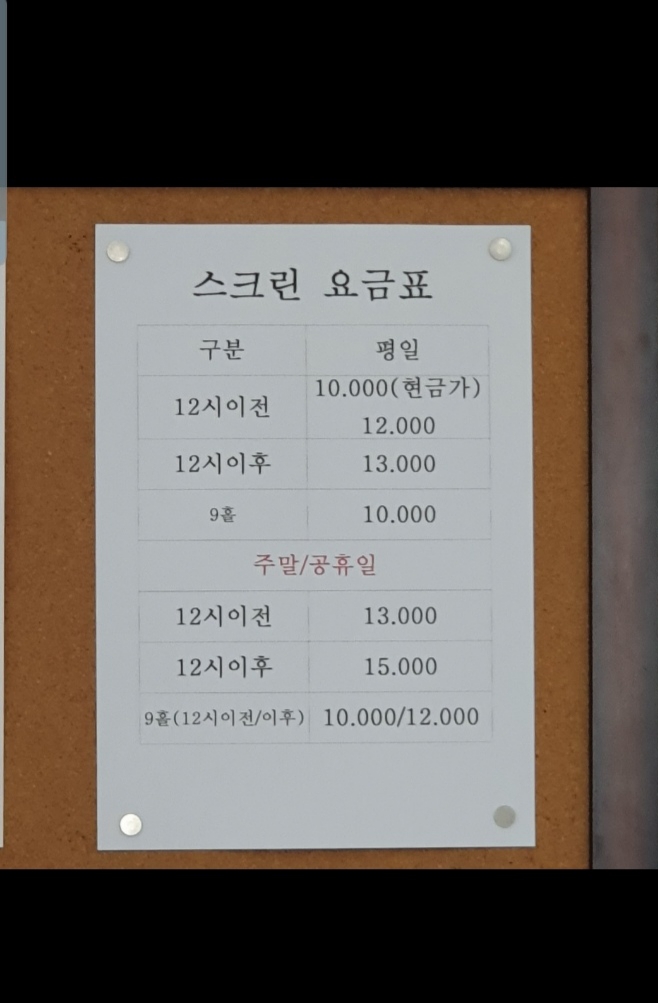 스크린 요금표
구분 평일
12시이전 10.000(현금가)
12.000
12시이후 13.000
9홀 10.000
주말/공휴일
12시이전 13.000
12시이후 15.000
9홀(12시이전/이후) 10.000/12.000